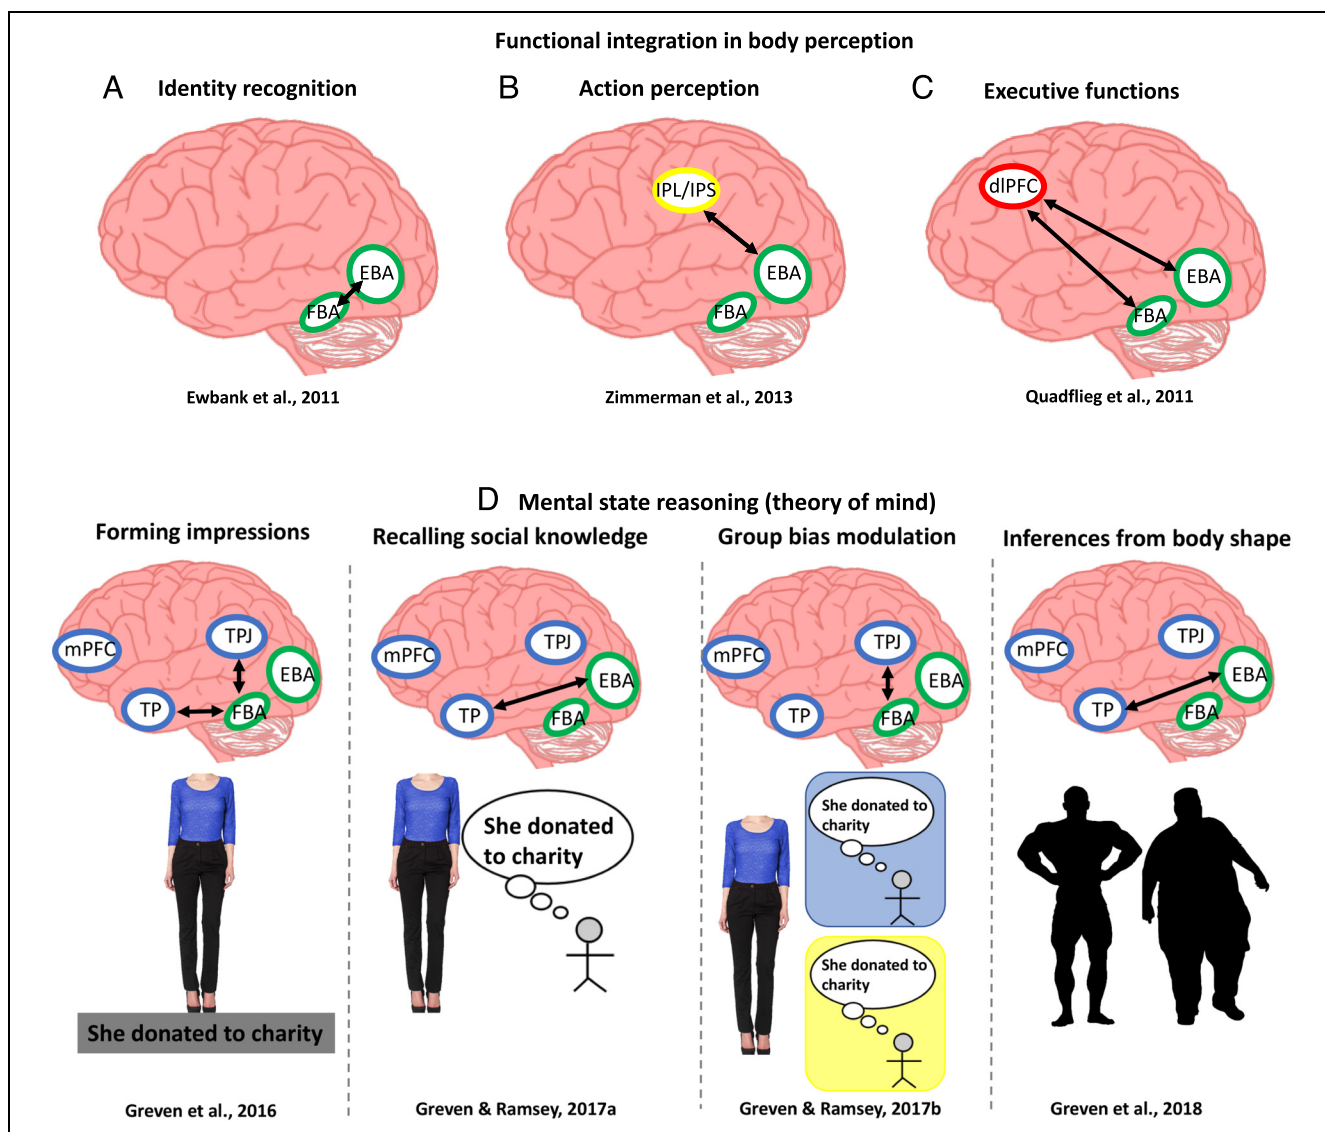 Functional integration in body perception
A Identity recognition
EBA
FBA
Ewbank et al., 2011
B Action perception
IPL/IPS
EBA
FBA
Zimmerman et al., 2013
C Executive functions
dlPFC
EBA
FBA
Quadflieg et al., 2011
D Mental state reasoning (theory of mind)
Forming impressions
mPFC
TPJ
EBA
TP
FBA
She donated to charity
Greven et al., 2016
Recalling social knowledge
mPFC
TPJ
EBA
TP
FBA
She donated
to charity
Greven & Ramsey, 2017a
Group bias modulation
mPFC
TPJ
EBA
TP
FBA
She donated to
charity
She donated to
charity
Greven & Ramsey, 2017b
Inferences from body shape
mPFC
TPJ
EBA
TP
FBA
Greven et al., 2018